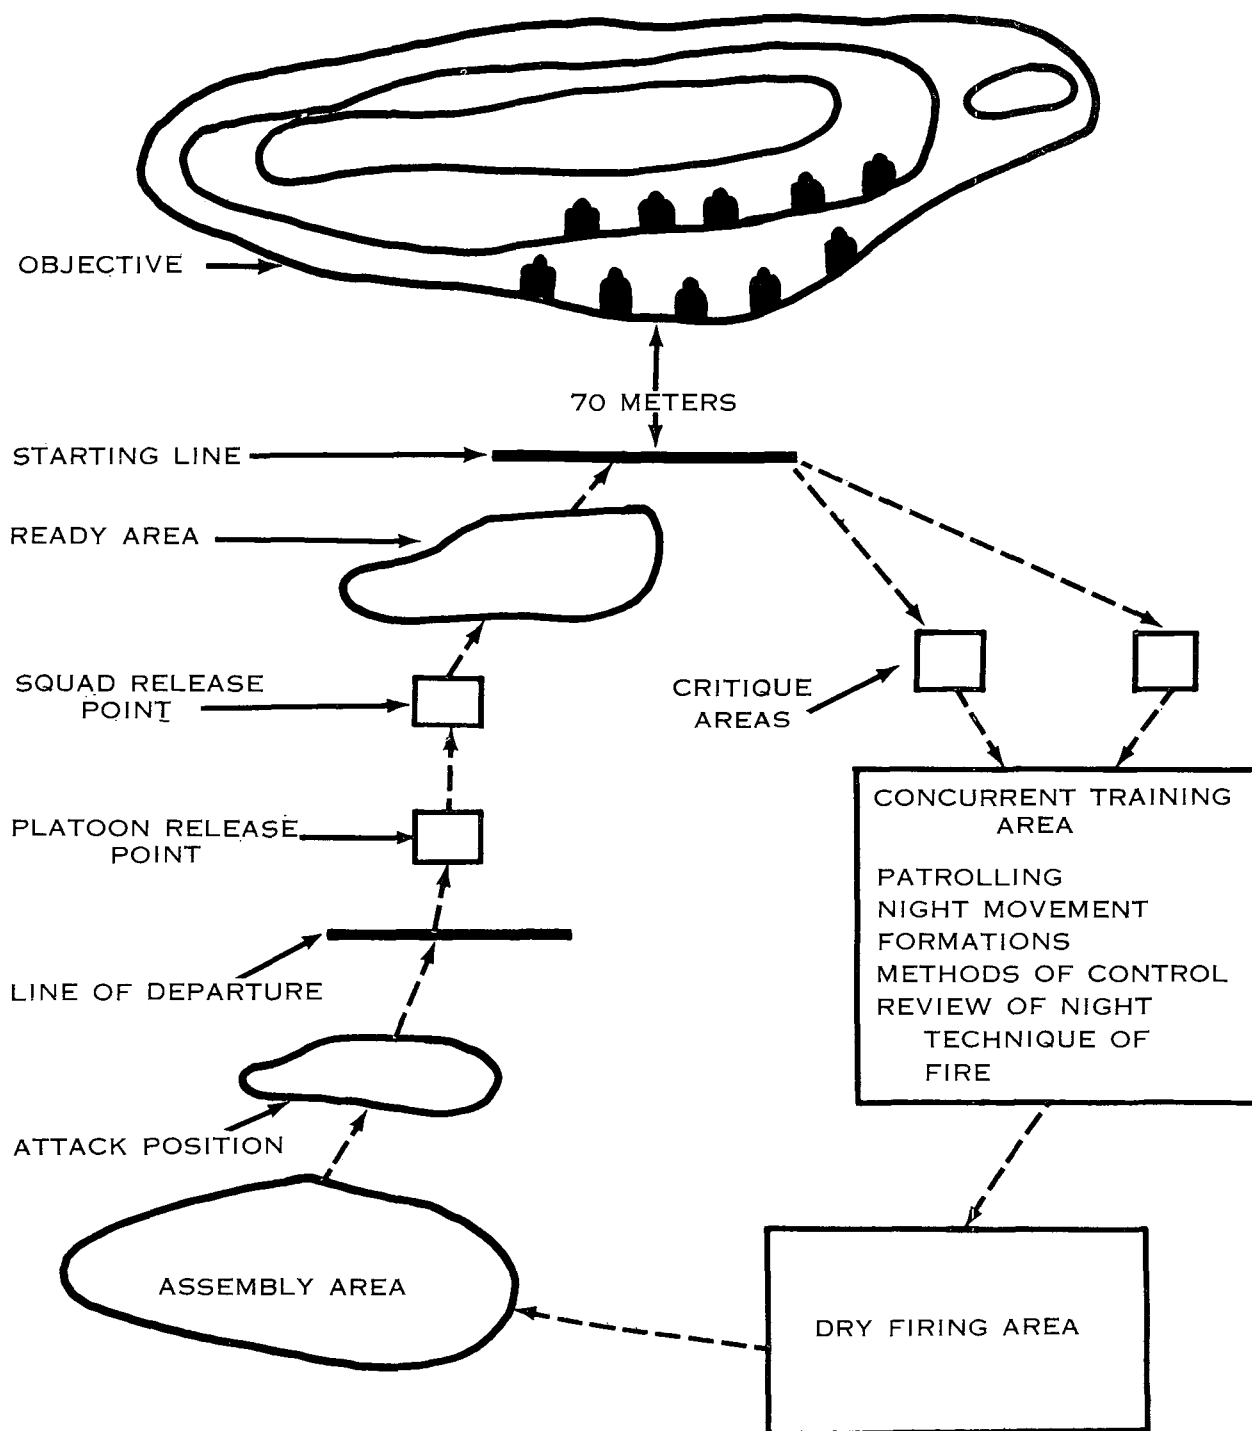 OBJECTIVE
70 METERS
STARTING LINE
READY AREA
SQUAD RELEASE
POINT
CRITIQUE
AREAS
PLATOON RELEASE
POINT
CONCURRENT TRAINING
AREA
PATROLLING
NIGHT MOVEMENT
FORMATIONS
METHODS OF CONTROL
REVIEW OF NIGHT
TECHNIQUE OF
FIRE
LINE OF DEPARTURE
ATTACK POSITION
ASSEMBLY AREA
DRY FIRING AREA